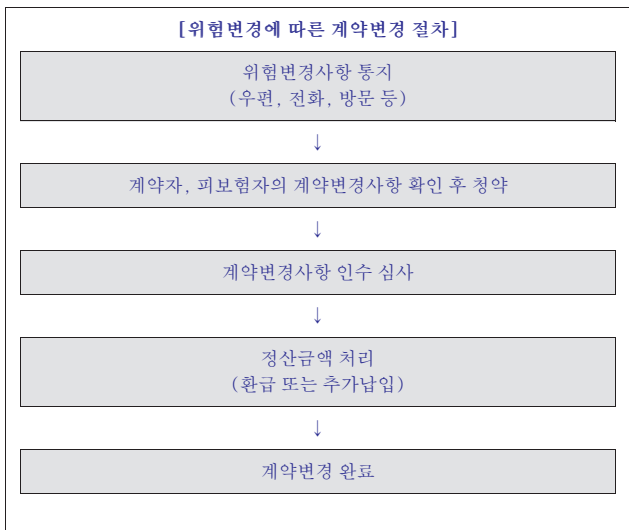 [위험변경에 따른 계약변경 절차]
위험변경사항 통지
(우편, 전화, 방문 등)
↓
계약자, 피보험자의 계약변경사항 확인 후 청약
↓
계약변경사항 인수 심사
↓
정산금액 처리
(환급 또는 추가납입)
↓
계약변경 완료